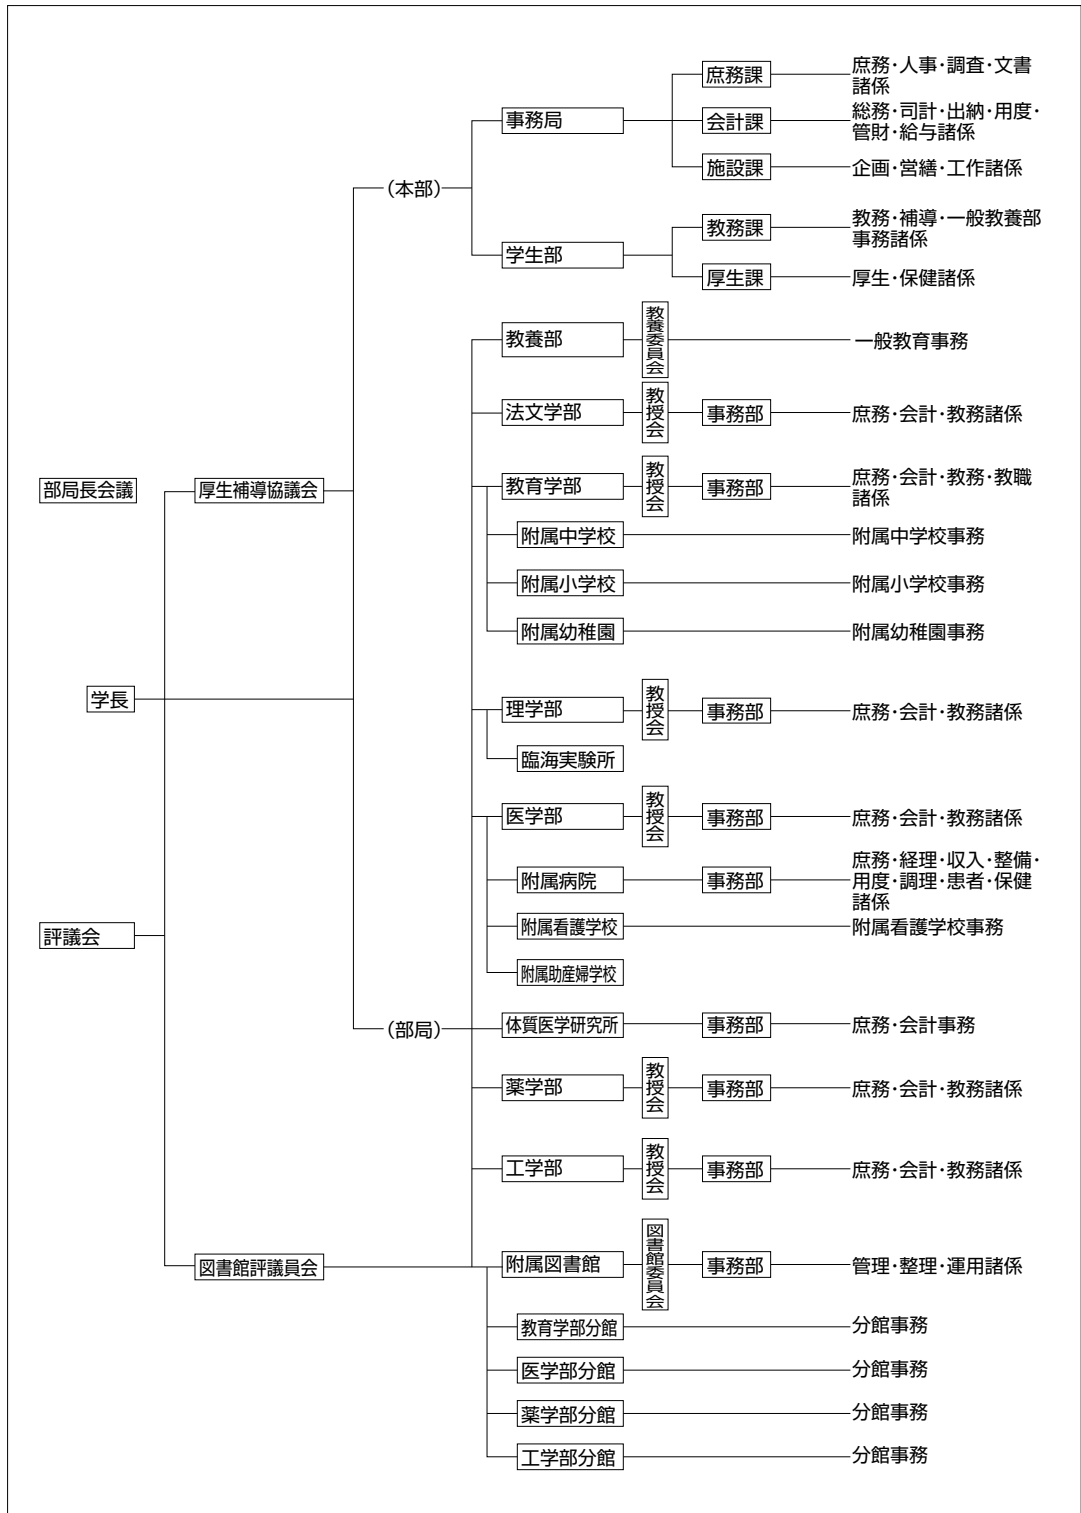 庶務課
庶務・人事・調査・文書
諸係
事務局
会計課
総務・司計・出納・用度・
管財・給与諸係
施設課
企画・営繕・工作諸係
(本部)
学生部
教務課
教務・補導・一般教養部
事務諸係
厚生課
厚生・保健諸係
教養部
教養委員会
一般教育事務
法文学部
教授会
事務部
庶務・会計・教務諸係
部局長会議
厚生補導協議会
教育学部
教授会
事務部
庶務・会計・教務・教職
諸係
附属中学校
附属中学校事務
附属小学校
附属小学校事務
附属幼稚園
附属幼稚園事務
学長
理学部
教授会
事務部
庶務・会計・教務諸係
臨海実験所
医学部
教授会
事務部
庶務・会計・教務諸係
附属病院
事務部
庶務・経理・収入・整備・
用度・調理・患者・保健
諸係
評議会
附属看護学校
附属看護学校事務
附属助産婦学校
(部局)
体質医学研究所
事務部
庶務・会計事務
薬学部
教授会
事務部
庶務・会計・教務諸係
工学部
教授会
事務部
庶務・会計・教務諸係
図書館評議員会
附属図書館
図書館委員会
事務部
管理・整理・運用諸係
教育学部分館
分館事務
医学部分館
分館事務
薬学部分館
分館事務
工学部分館
分館事務